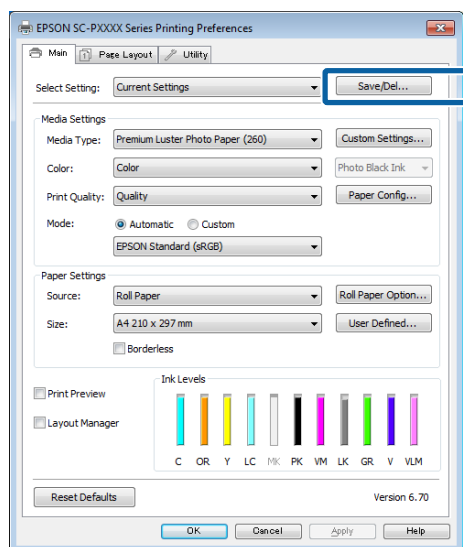 EPSON SC-PXXXX Series Printing Preferences
Main Page Layout Utility
Select Setting: Current Settings Save/Del...
Media Settings
Media Type: Premium Luster Photo Paper (260) Custom Settings...
Color: Color Photo Black Ink
Print Quality: Quality Paper Config...
Mode: Automatic Custom
EPSON Standard (sRGB)
Paper Settings
Source: Roll Paper Roll Paper Option...
Size: A4 210 x 297 mm User Defined...
Borderless
Ink Levels
Print Preview
Layout Manager
C OR Y LC MK PK VM LK GR V VLM
Reset Defaults Version 6.70
OK Cancel Apply Help